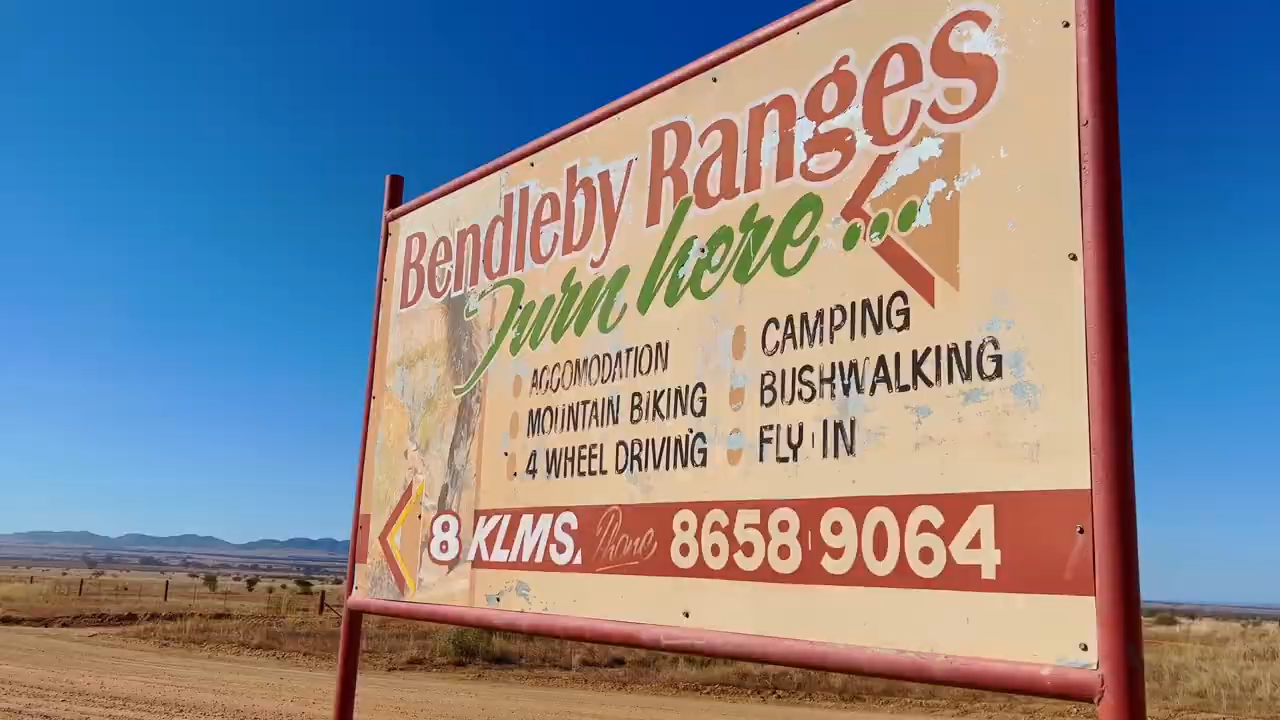 Bendleby Ranges
Turn here...
ACCOMODATION
MOUNTAIN BIKING
4 WHEEL DRIVING
CAMPING
BUSHWALKING
FLY IN
8 KLMS. Phone 8658 9064